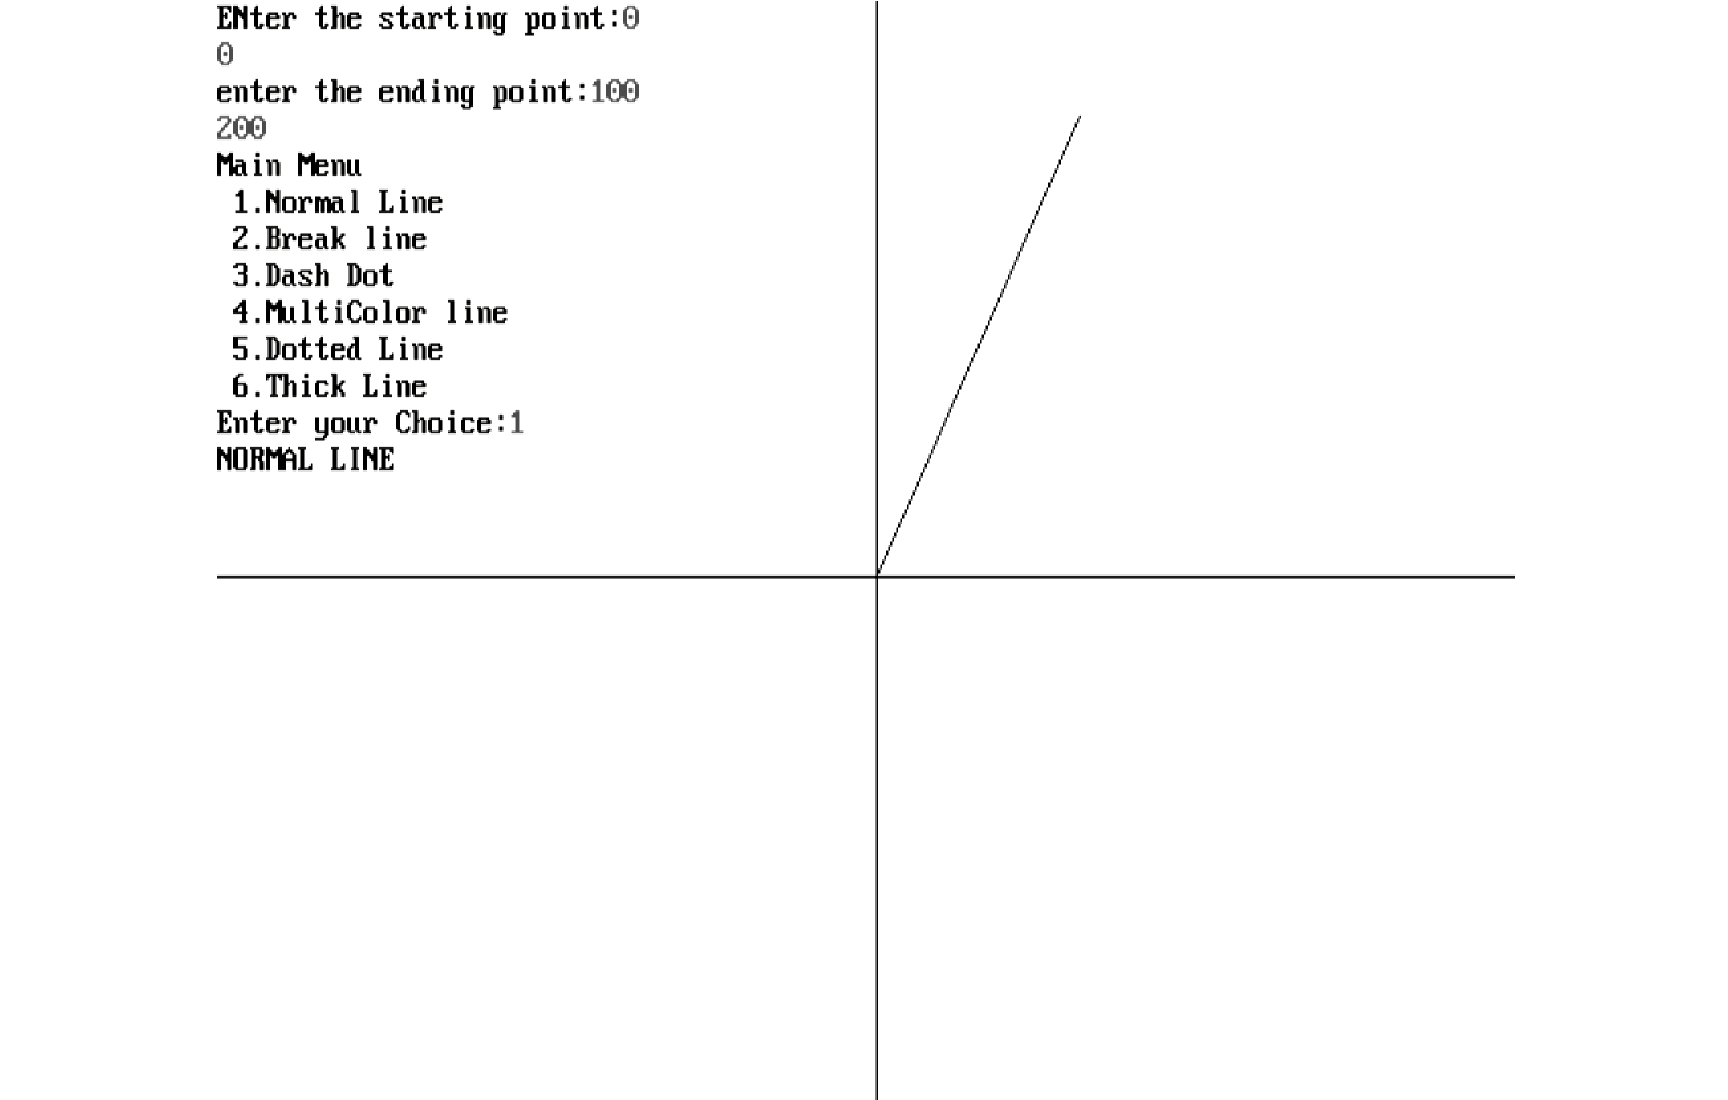 ENter the starting point:0
0
enter the ending point:100
200
Main Menu
1.Normal Line
2.Break line
3.Dash Dot
4.MultiColor line
5.Dotted Line
6.Thick Line
Enter your Choice:1
NORMAL LINE